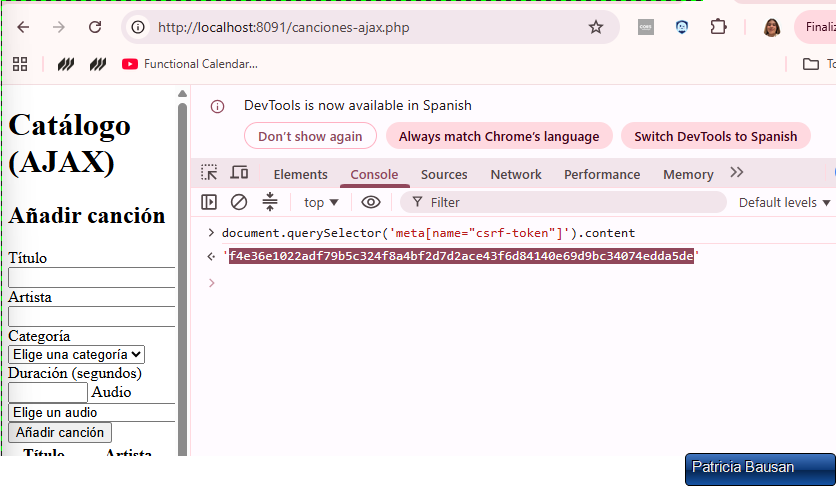 http://localhost:8091/canciones-ajax.php
Finaliz
Functional Calendar...
To
Catálogo
(AJAX)
Añadir canción
Título
Artista
Categoría
Elige una categoría
Duración (segundos)
Audio
Elige un audio
Añadir canción
Título Artista
DevTools is now available in Spanish
Don't show again
Always match Chrome's language
Switch DevTools to Spanish
Elements Console Sources Network Performance Memory
top Filter Default levels
document.querySelector('meta[name="csrf-token"]').content
'f4e36e1022adf79b5c324f8a4bf2d7d2ace43f6d84140e69d9bc34074edda5de'
Patricia Bausan